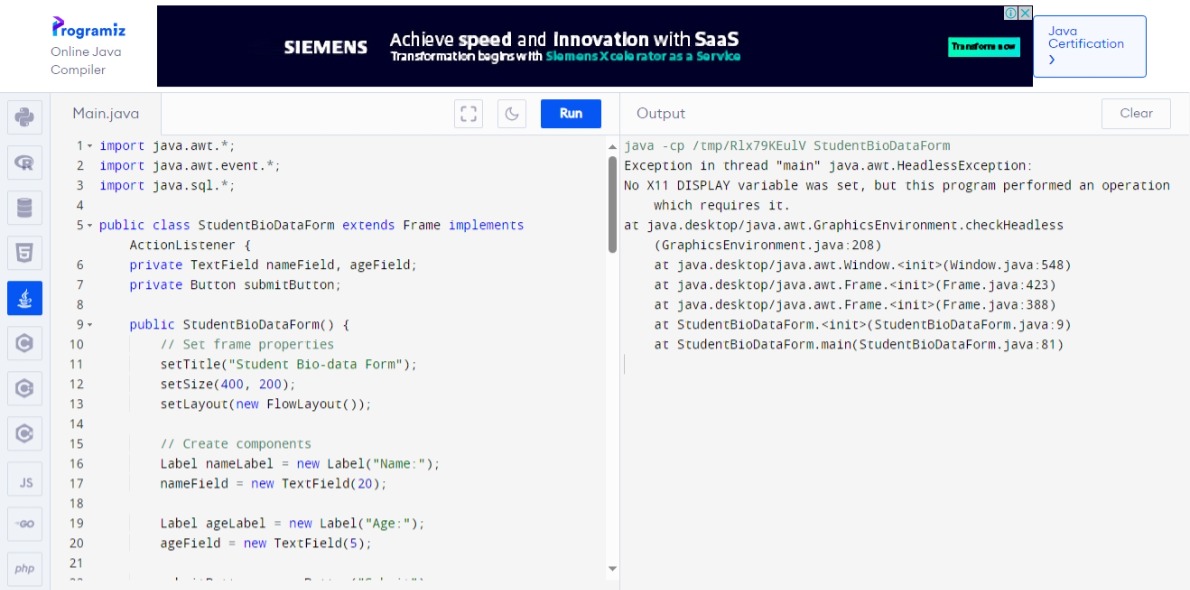 Programiz
Online Java
Compiler
SIEMENS
Achieve speed and Innovation with SaaS
Transformation begins with Siemens Xcelerator as a Service
Transform now
Java
Certification
Main.java
Run
Output
Clear
1 import java.awt.*;
2 import java.awt.event.*;
3 import java.sql.*;
4
5 public class StudentBioDataForm extends Frame implements
ActionListener {
6 private TextField nameField, ageField;
7 private Button submitButton;
8
9 public StudentBioDataForm() {
10 // Set frame properties
11 setTitle("Student Bio-data Form");
12 setSize(400, 200);
13 setLayout(new FlowLayout());
14
15 // Create components
16 Label nameLabel = new Label("Name:");
17 nameField = new TextField(20);
18
19 Label ageLabel = new Label("Age:");
20 ageField = new TextField(5);
21
java -cp /tmp/Rlx79KEulV StudentBioDataForm
Exception in thread "main" java.awt.HeadlessException:
No X11 DISPLAY variable was set, but this program performed an operation
which requires it.
at java.desktop/java.awt.GraphicsEnvironment.checkHeadless
(GraphicsEnvironment.java:208)
at java.desktop/java.awt.Window.<init>(Window.java:548)
at java.desktop/java.awt.Frame.<init>(Frame.java:423)
at java.desktop/java.awt.Frame.<init>(Frame.java:388)
at StudentBioDataForm.<init>(StudentBioDataForm.java:9)
at StudentBioDataForm.main(StudentBioDataForm.java:81)
JS
GO
php